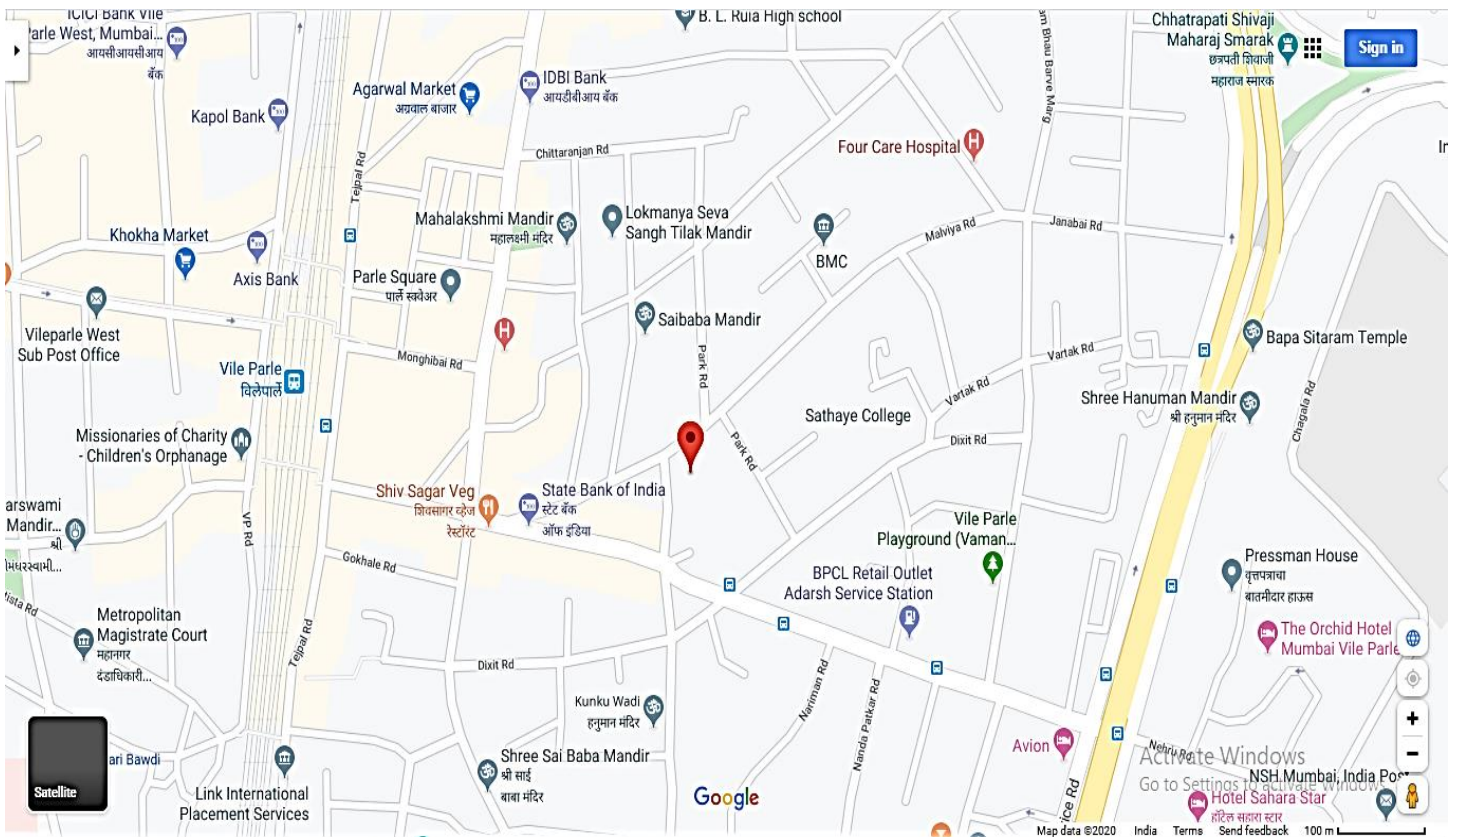 ICICI Bank Vile
Parle West, Mumbai...
आयसीआयसीआय
बँक
B. L. Ruia High school
Chhatrapati Shivaji
Maharaj Smarak
छत्रपती शिवाजी
महाराज स्मारक
Sign in
Kapol Bank
Agarwal Market
अग्रवाल बाजार
IDBI Bank
आयडीबीआय बँक
Four Care Hospital
Chittaranjan Rd
Tejpal Rd
Khokha Market
Axis Bank
Mahalakshmi Mandir
महालक्ष्मी मंदिर
Lokmanya Seva
Sangh Tilak Mandir
BMC
Malviya Rd
Janabai Rd
Parle Square
पार्ले स्क्वेअर
Saibaba Mandir
Bapa Sitaram Temple
Vileparle West
Sub Post Office
Monghibai Rd
Park Rd
Vartak Rd
Vile Parle
विलेपार्ले
Vartak Rd
Shree Hanuman Mandir
श्री हनुमान मंदिर
Chagala Rd
Sathaye College
Missionaries of Charity
- Children's Orphanage
Park Rd
Dixit Rd
Shiv Sagar Veg
शिवसागर व्हेज
रेस्टॉरंट
State Bank of India
स्टेट बँक
ऑफ इंडिया
Mandir...
श्री
VP Rd
Vile Parle
Playground (Vaman...
Gokhale Rd
BPCL Retail Outlet
Adarsh Service Station
Pressman House
वृत्तपत्राचा
बातमीदार हाऊस
Metropolitan
Magistrate Court
महानगर
दंडाधिकारी...
Tejpal Rd
The Orchid Hotel
Mumbai Vile Parle
Dixit Rd
Kunku Wadi
हनुमान मंदिर
Nariman Rd
Nanda Patkar Rd
Avion
Nehru Rd
Activate Windows
Go to Settings to activate Windows.
Shree Sai Baba Mandir
श्री साई
बाबा मंदिर
Link International
Placement Services
NSH Mumbai, India Post
Hotel Sahara Star
हॉटेल सहारा स्टार
Satellite
Google
Map data ©2020 India Terms Send feedback 100 m